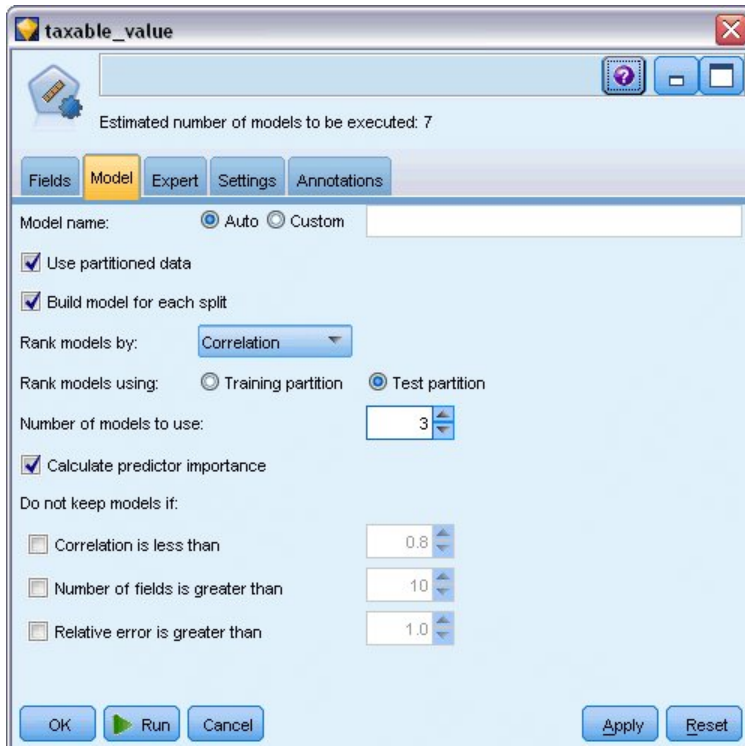 taxable_value
Estimated number of models to be executed: 7
Fields Model Expert Settings Annotations
Model name: Auto Custom
Use partitioned data
Build model for each split
Rank models by: Correlation
Rank models using: Training partition Test partition
Number of models to use: 3
Calculate predictor importance
Do not keep models if:
Correlation is less than 0.8
Number of fields is greater than 10
Relative error is greater than 1.0
OK Run Cancel Apply Reset